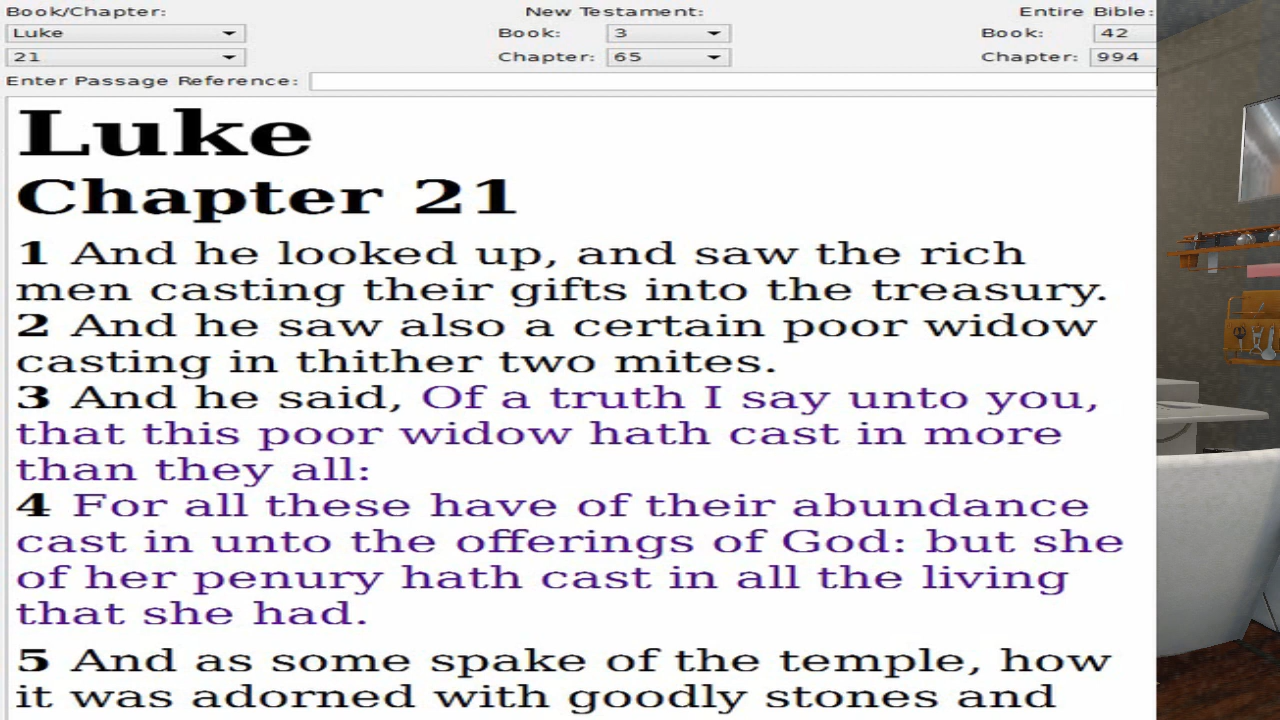 Book/Chapter: New Testament: Entire Bible:
Luke Book: 3 Book: 42
21 Chapter: 65 Chapter: 994
Enter Passage Reference:
Luke
Chapter 21
1 And he looked up, and saw the rich
men casting their gifts into the treasury.
2 And he saw also a certain poor widow
casting in thither two mites.
3 And he said, Of a truth I say unto you,
that this poor widow hath cast in more
than they all:
4 For all these have of their abundance
cast in unto the offerings of God: but she
of her penury hath cast in all the living
that she had.
5 And as some spake of the temple, how
it was adorned with goodly stones and